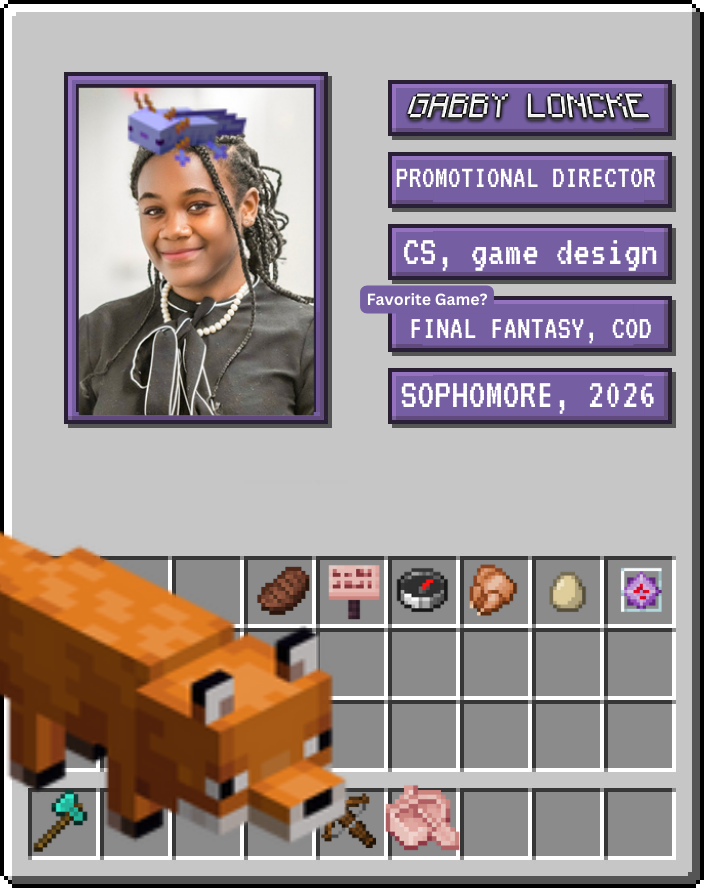 GABBY LONCKE
PROMOTIONAL DIRECTOR
CS, game design
Favorite Game?
FINAL FANTASY, COD
SOPHOMORE, 2026